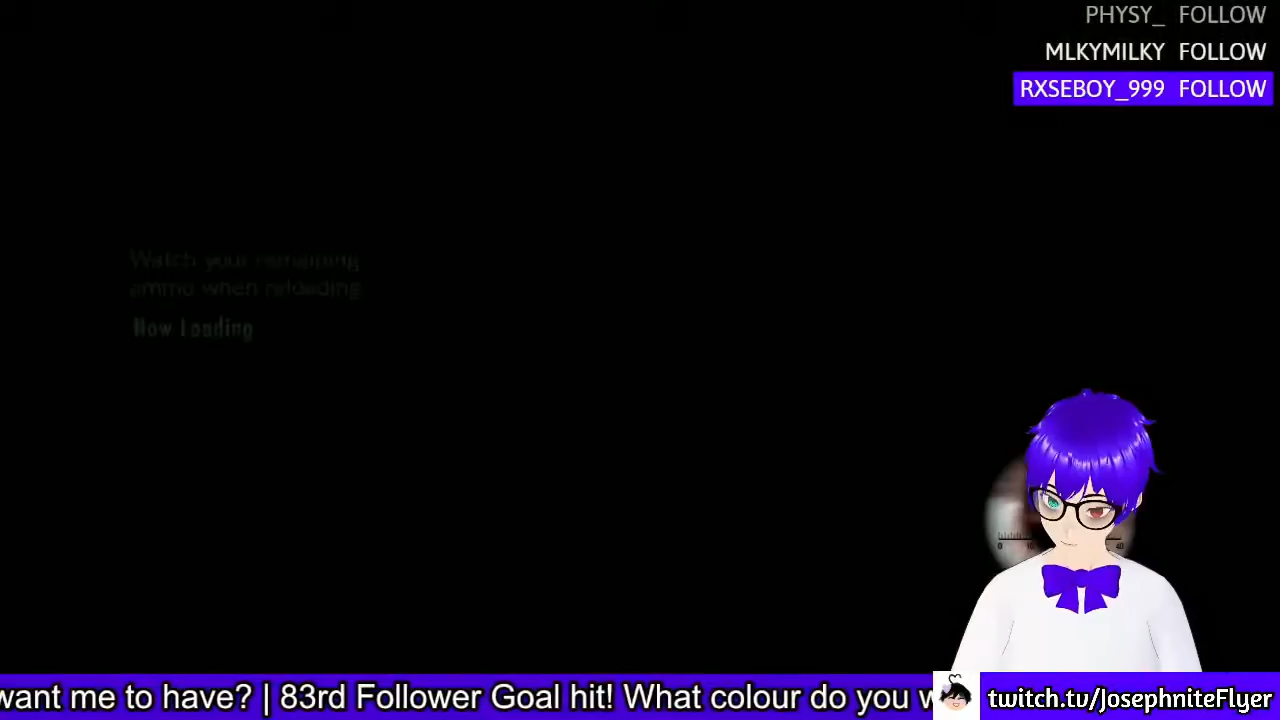 PHYSY_ FOLLOW
MLKYMILKY FOLLOW
RXSEBOY_999 FOLLOW
Watch your remaining
ammo when reloading
Now Loading
want me to have? | 83rd Follower Goal hit! What colour do you
twitch.tv/JosephniteFlyer